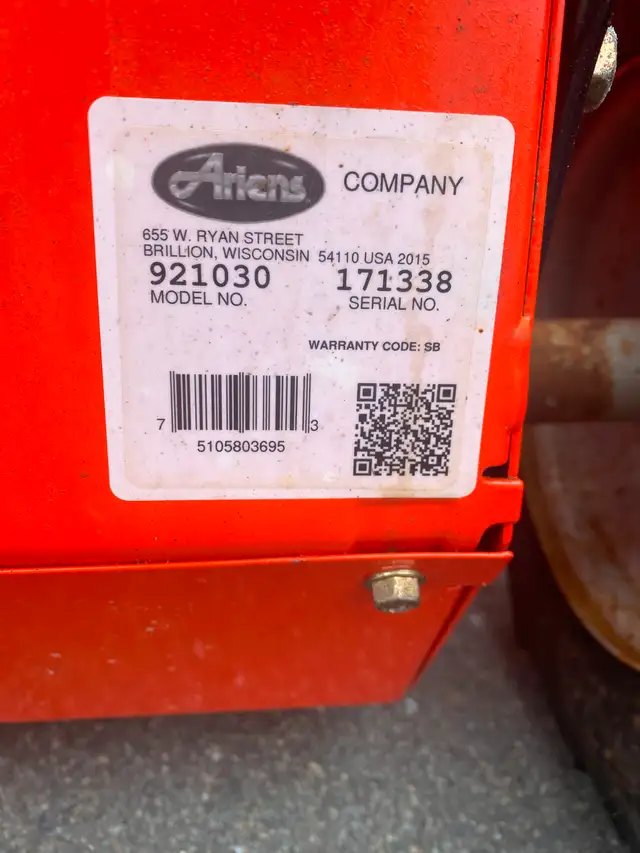 Ariens
COMPANY
655 W. RYAN STREET
BRILLION, WISCONSIN 54110 USA 2015
921030 171338
MODEL NO. SERIAL NO.
WARRANTY CODE: SB
7 3
5105803695